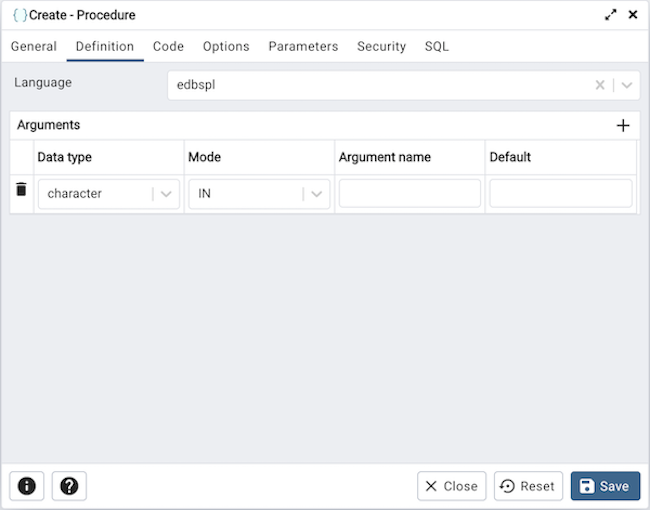 Create - Procedure
General Definition Code Options Parameters Security SQL
Language edbspl
Arguments
Data type Mode Argument name Default
character IN
Close Reset Save